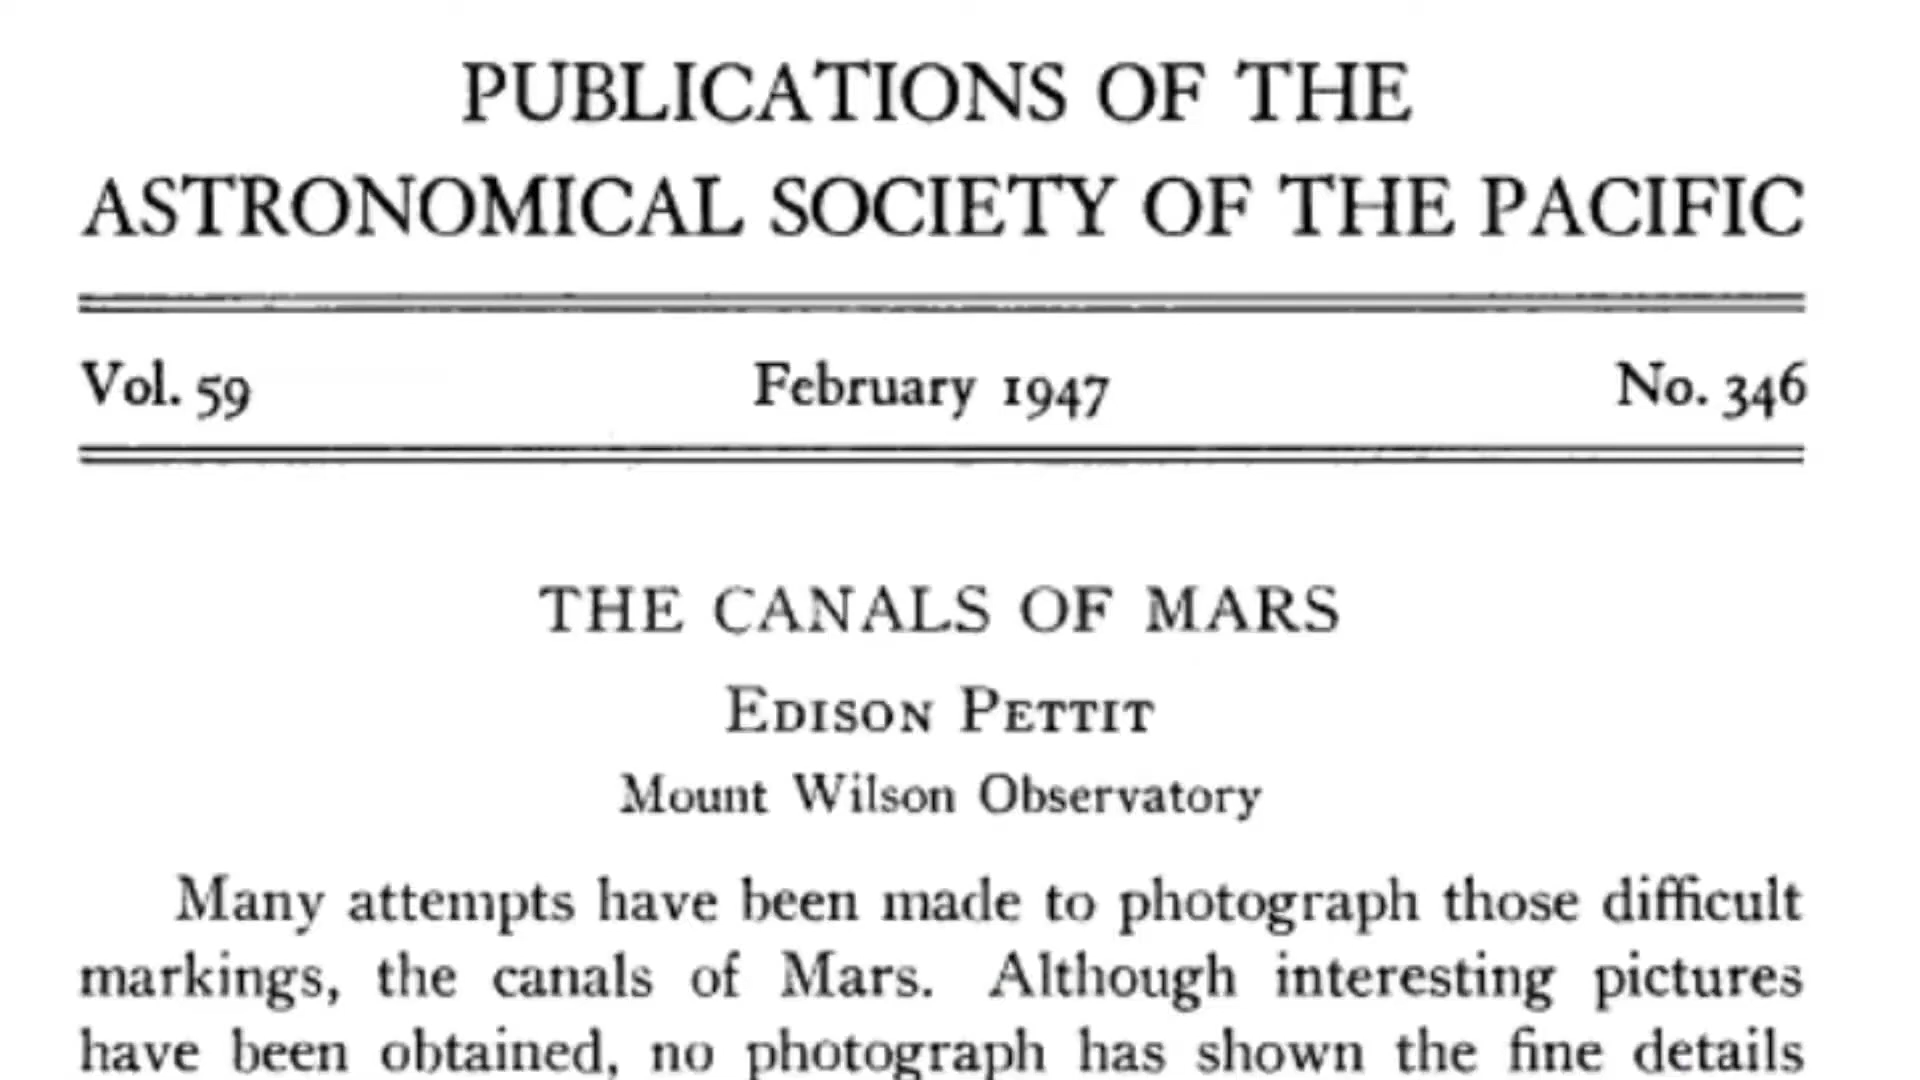 PUBLICATIONS OF THE
ASTRONOMICAL SOCIETY OF THE PACIFIC
Vol. 59 February 1947 No. 346
THE CANALS OF MARS
EDISON PETTIT
Mount Wilson Observatory
Many attempts have been made to photograph those difficult
markings, the canals of Mars. Although interesting pictures
have been obtained, no photograph has shown the fine details